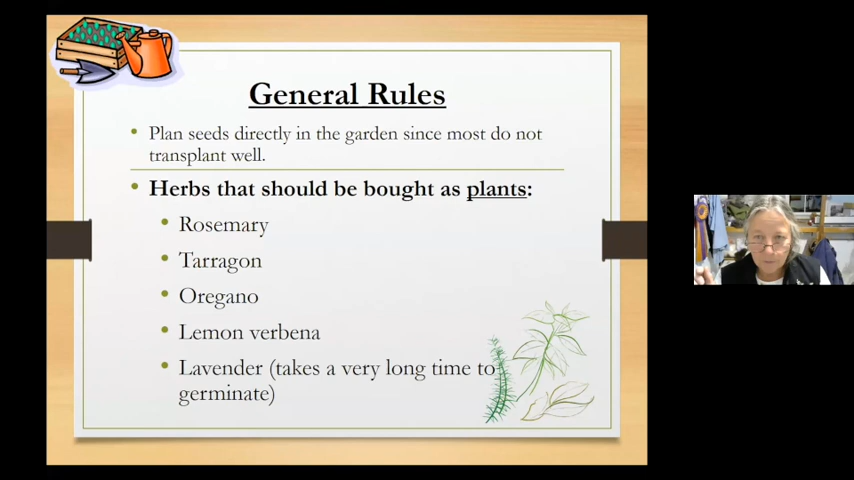 General Rules
• Plan seeds directly in the garden since most do not
transplant well.
• Herbs that should be bought as plants:
• Rosemary
• Tarragon
• Oregano
• Lemon verbena
• Lavender (takes a very long time to
germinate)